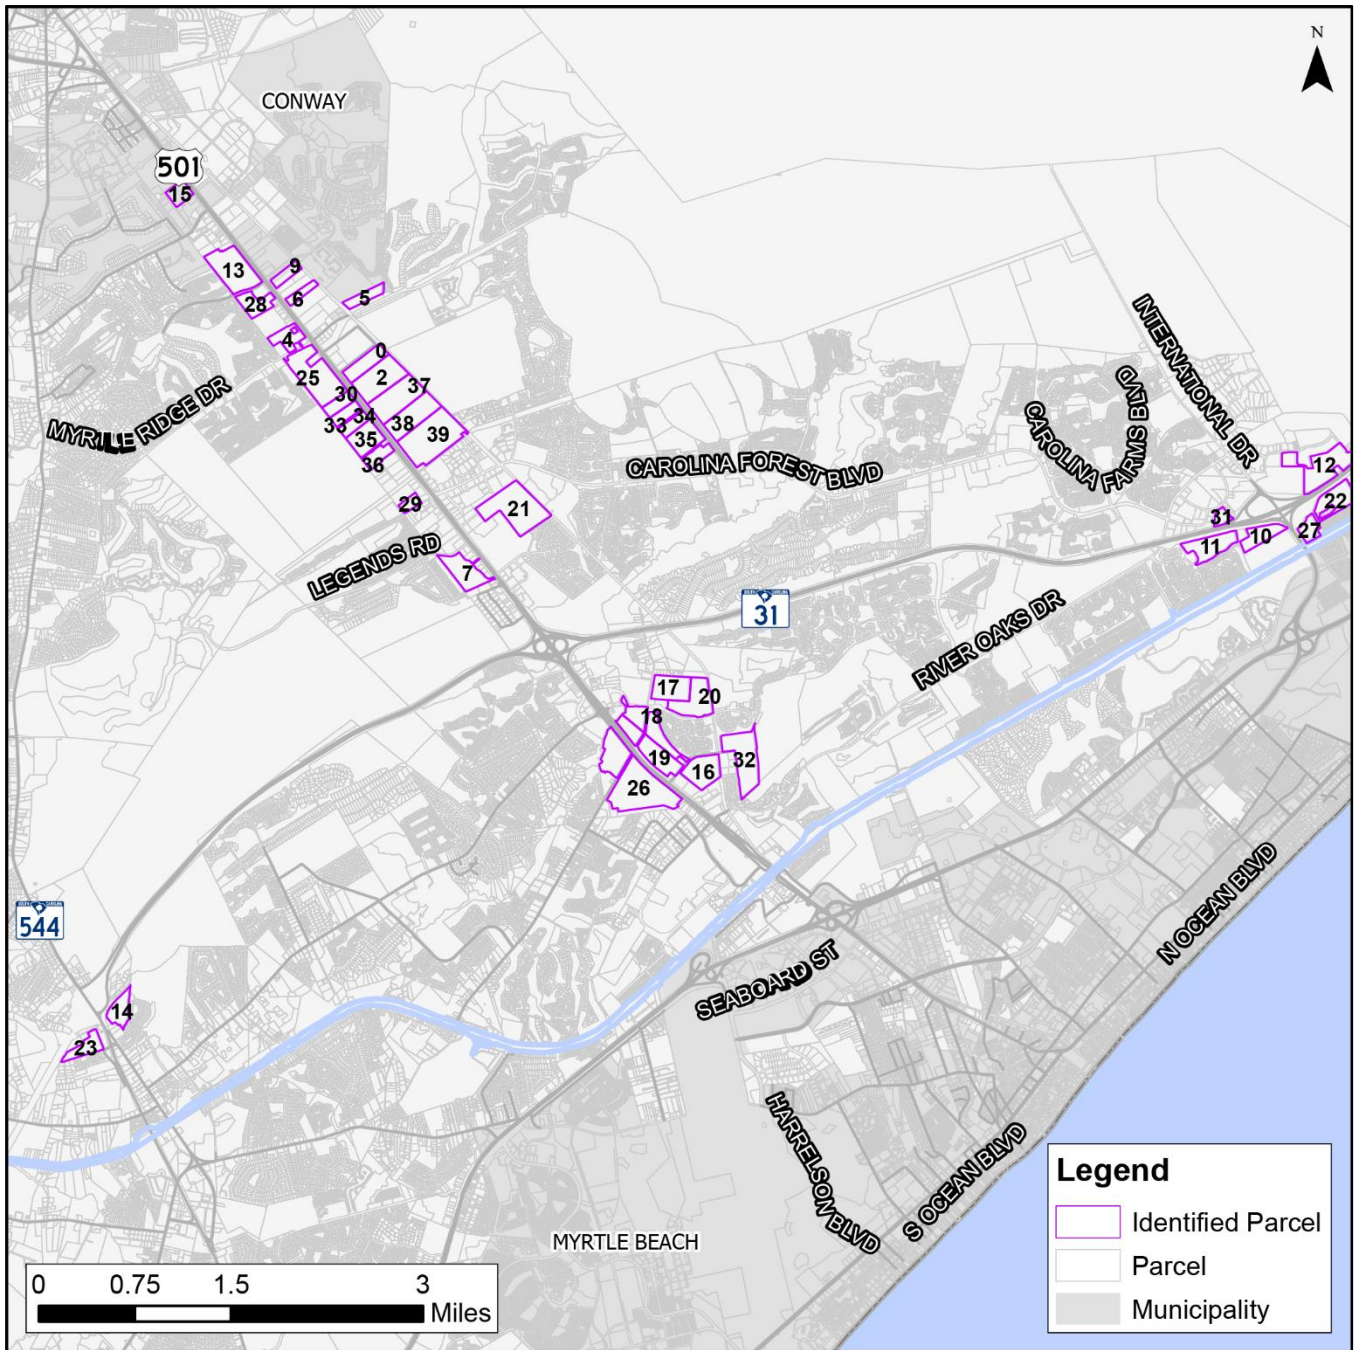 N
CONWAY
501
15
13
9
6
5
28
4
0
2
37
25
30
34
33
38
35
39
36
29
21
7
MYRTLE RIDGE DR
LEGENDS RD
CAROLINA FOREST BLVD
CAROLINA FARMS BLVD
INTERNATIONAL DR
12
22
31
27
10
11
31
RIVER OAKS DR
17
20
18
19
16
32
26
544
14
23
SEABOARD ST
N OCEAN BLVD
HARRELSON BLVD
S OCEAN BLVD
MYRTLE BEACH
0 0.75 1.5 3
Miles
Legend
Identified Parcel
Parcel
Municipality